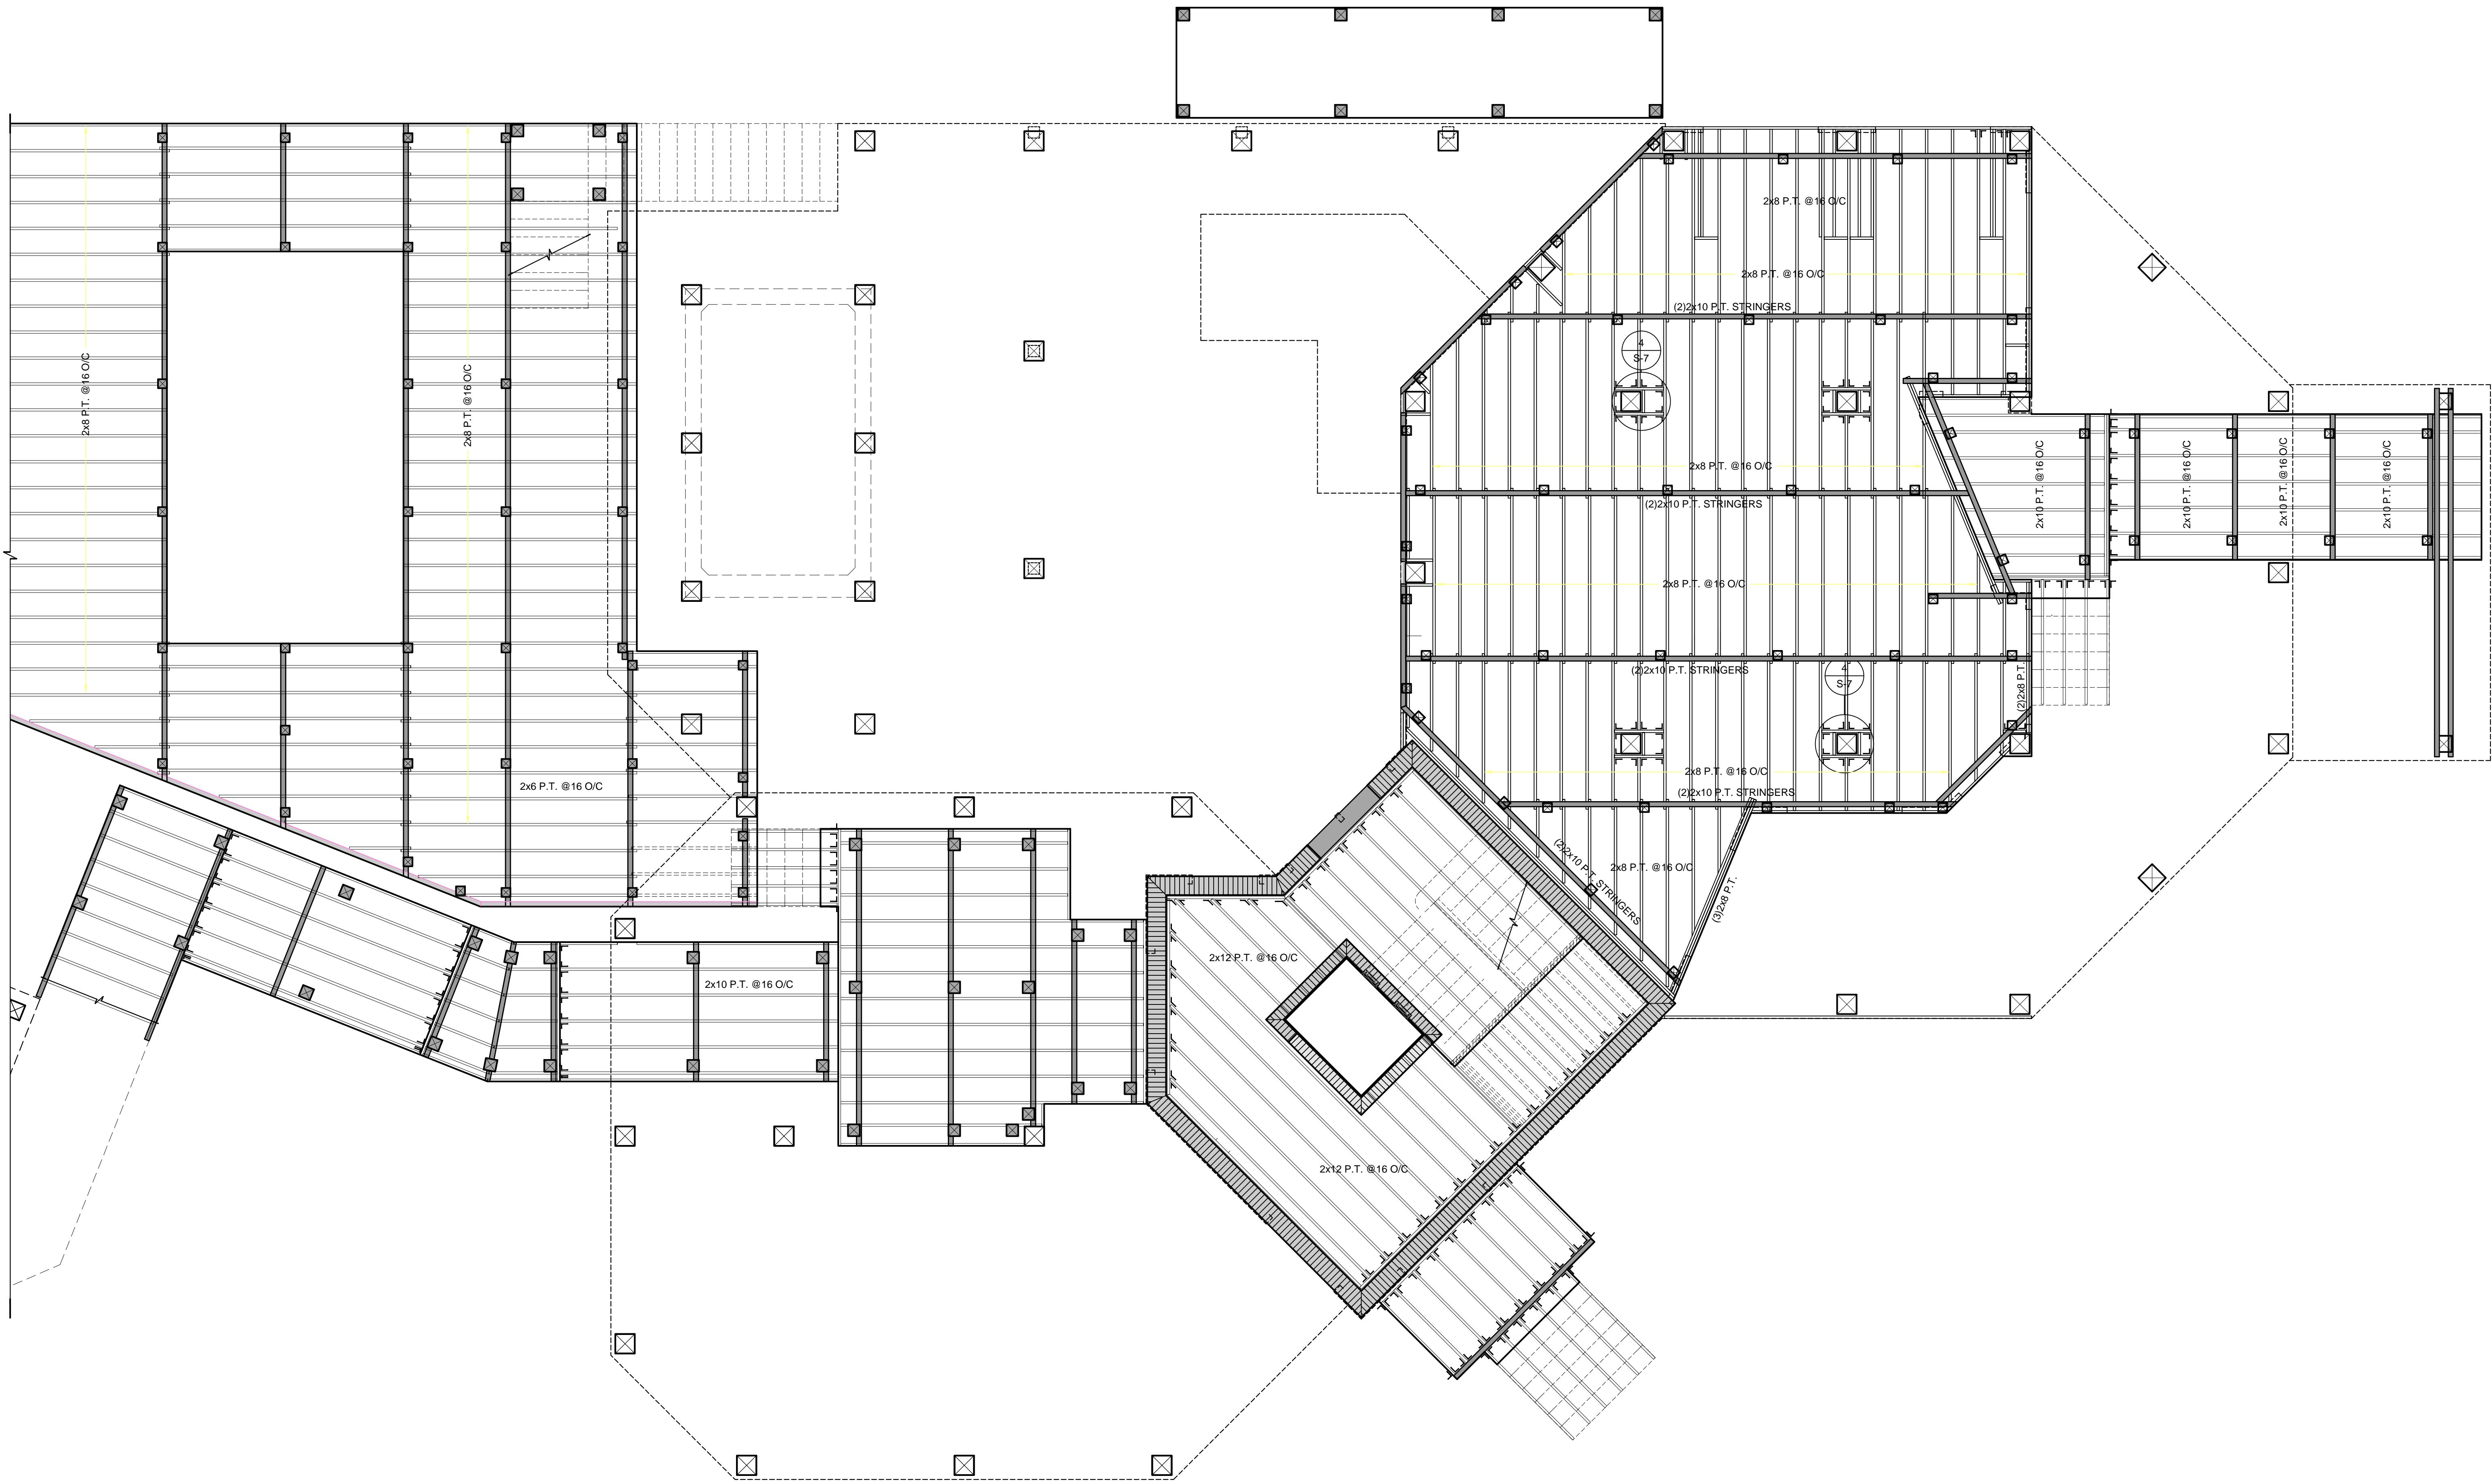 2x8 P.T. @16 O/C
2x8 P.T. @16 O/C
2x6 P.T. @16 O/C
2x10 P.T. @16 O/C
2x12 P.T. @16 O/C
2x12 P.T. @16 O/C
2x8 P.T. @16 O/C
2x8 P.T. @16 O/C
(2)2x10 P.T. STRINGERS
4
S-7
2x8 P.T. @16 O/C
(2)2x10 P.T. STRINGERS
2x8 P.T. @16 O/C
(2)2x10 P.T. STRINGERS
4
S-7
(2)2x8 P.T.
2x8 P.T. @16 O/C
(2)2x10 P.T. STRINGERS
(2)2x10 P.T. STRINGERS
2x8 P.T. @16 O/C
(3)2x8 P.T.
2x10 P.T. @16 O/C
2x10 P.T. @16 O/C
2x10 P.T. @16 O/C
2x10 P.T. @16 O/C